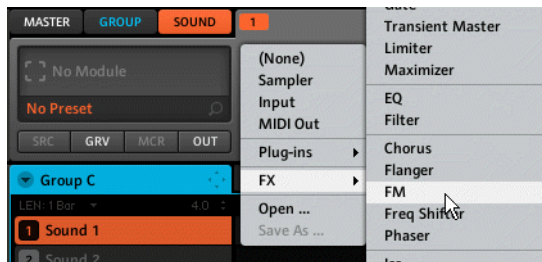 MASTER GROUP SOUND 1
No Module
No Preset
SRC GRV MCR OUT
Group C
LEN: 1 Bar 4.0
1 Sound 1
2 Sound 2
(None)
Sampler
Input
MIDI Out
Plug-ins
FX
Open ...
Save As ...
Gate
Transient Master
Limiter
Maximizer
EQ
Filter
Chorus
Flanger
FM
Freq Shifter
Phaser